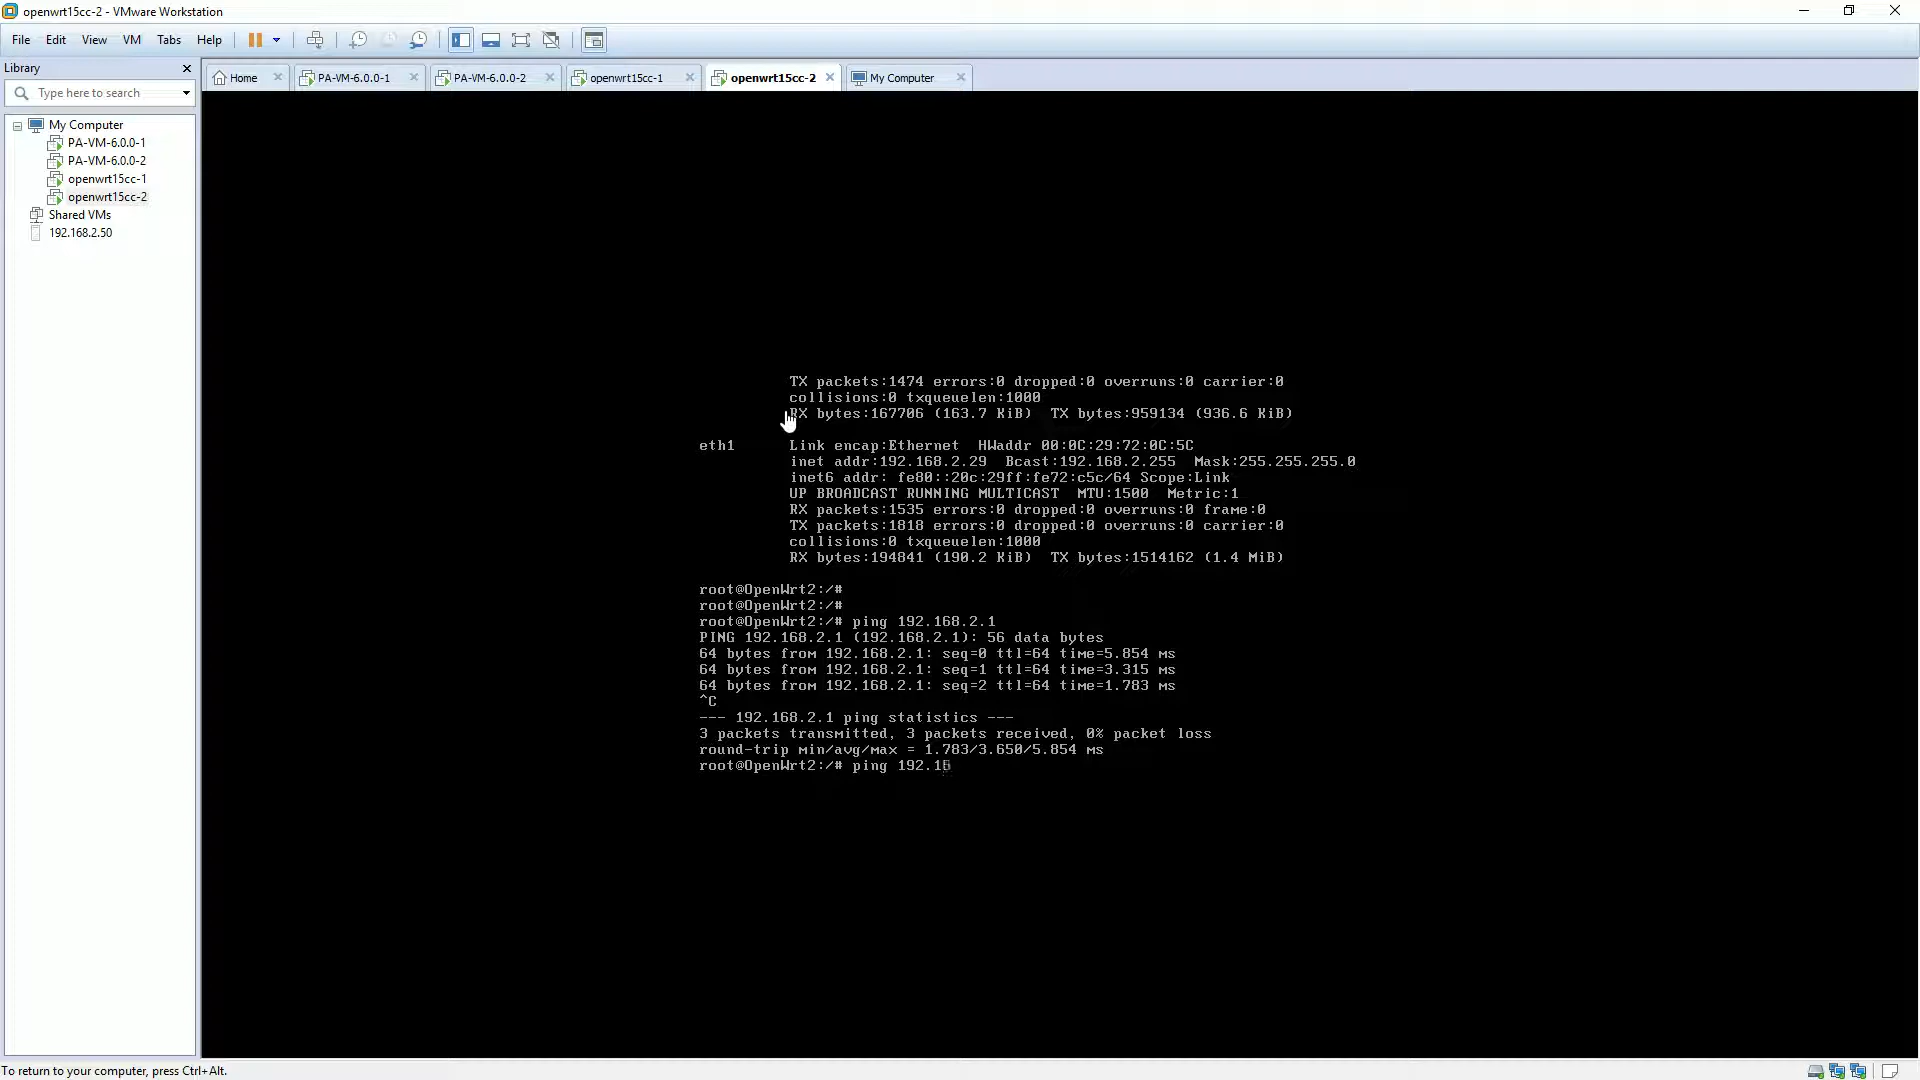 openwrt15cc-2 - VMware Workstation
File Edit View VM Tabs Help
Library
Home PA-VM-6.0.0-1 PA-VM-6.0.0-2 openwrt15cc-1 openwrt15cc-2 My Computer
Type here to search
My Computer
PA-VM-6.0.0-1
PA-VM-6.0.0-2
openwrt15cc-1
openwrt15cc-2
Shared VMs
192.168.2.50
TX packets:1474 errors:0 dropped:0 overruns:0 carrier:0
collisions:0 txqueuelen:1000
RX bytes:167706 (163.7 KiB)  TX bytes:959134 (936.6 KiB)
eth1 Link encap:Ethernet  HWaddr 00:0C:29:72:0C:5C
inet addr:192.168.2.29  Bcast:192.168.2.255  Mask:255.255.255.0
inet6 addr: fe80::20c:29ff:fe72:c5c/64 Scope:Link
UP BROADCAST RUNNING MULTICAST  MTU:1500  Metric:1
RX packets:1535 errors:0 dropped:0 overruns:0 frame:0
TX packets:1818 errors:0 dropped:0 overruns:0 carrier:0
collisions:0 txqueuelen:1000
RX bytes:194841 (190.2 KiB)  TX bytes:1514162 (1.4 MiB)
root@OpenWrt2:/#
root@OpenWrt2:/#
root@OpenWrt2:/# ping 192.168.2.1
PING 192.168.2.1 (192.168.2.1): 56 data bytes
64 bytes from 192.168.2.1: seq=0 ttl=64 time=5.854 ms
64 bytes from 192.168.2.1: seq=1 ttl=64 time=3.315 ms
64 bytes from 192.168.2.1: seq=2 ttl=64 time=1.783 ms
^C
--- 192.168.2.1 ping statistics ---
3 packets transmitted, 3 packets received, 0% packet loss
round-trip min/avg/max = 1.783/3.650/5.854 ms
root@OpenWrt2:/# ping
To return to your computer, press Ctrl+Alt.